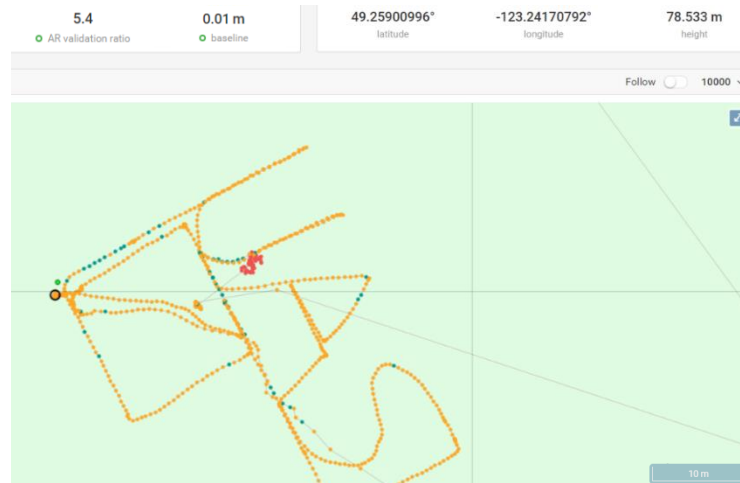 5.4
AR validation ratio
0.01 m
baseline
49.25900996°
latitude
-123.24170792°
longitude
78.533 m
height
Follow
10000
10 m